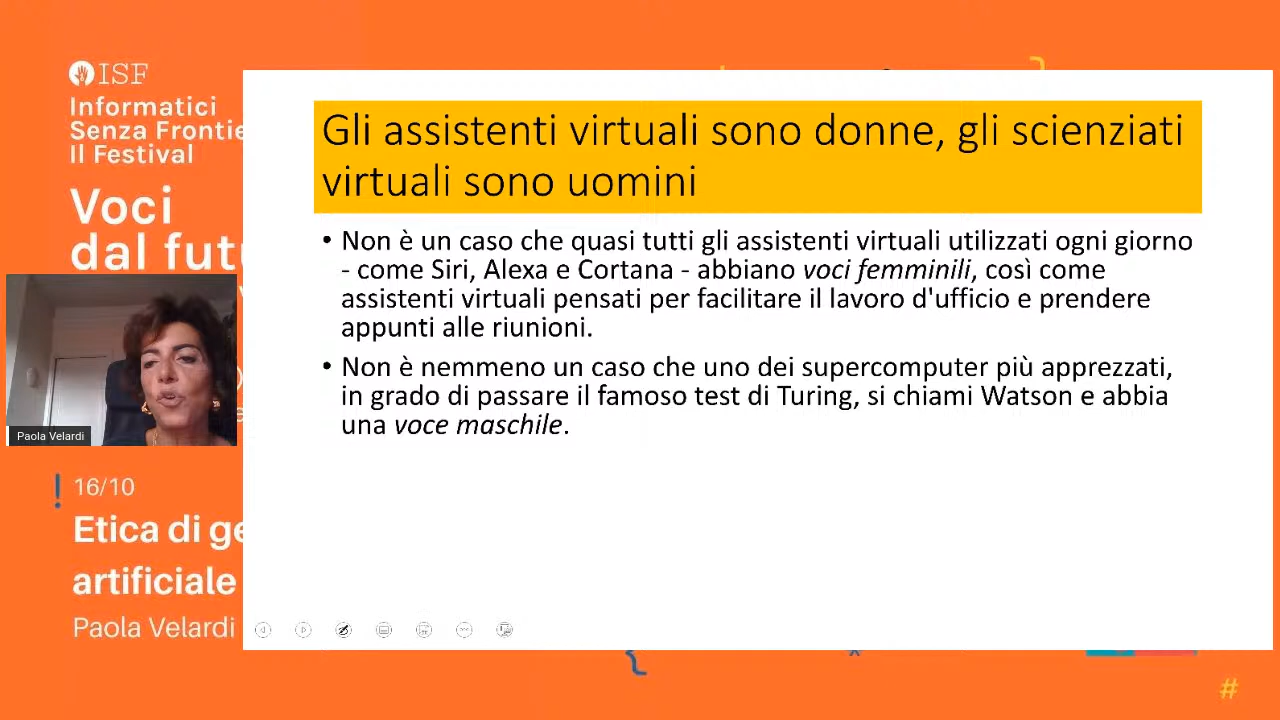 ISF
Informatici
Senza Frontie
Il Festival
Voci
dal futu
Paola Velardi
16/10
Etica di ge
artificiale
Paola Velardi
Gli assistenti virtuali sono donne, gli scienziati
virtuali sono uomini
• Non è un caso che quasi tutti gli assistenti virtuali utilizzati ogni giorno
- come Siri, Alexa e Cortana - abbiano voci femminili, così come
assistenti virtuali pensati per facilitare il lavoro d'ufficio e prendere
appunti alle riunioni.
• Non è nemmeno un caso che uno dei supercomputer più apprezzati,
in grado di passare il famoso test di Turing, si chiami Watson e abbia
una voce maschile.
#